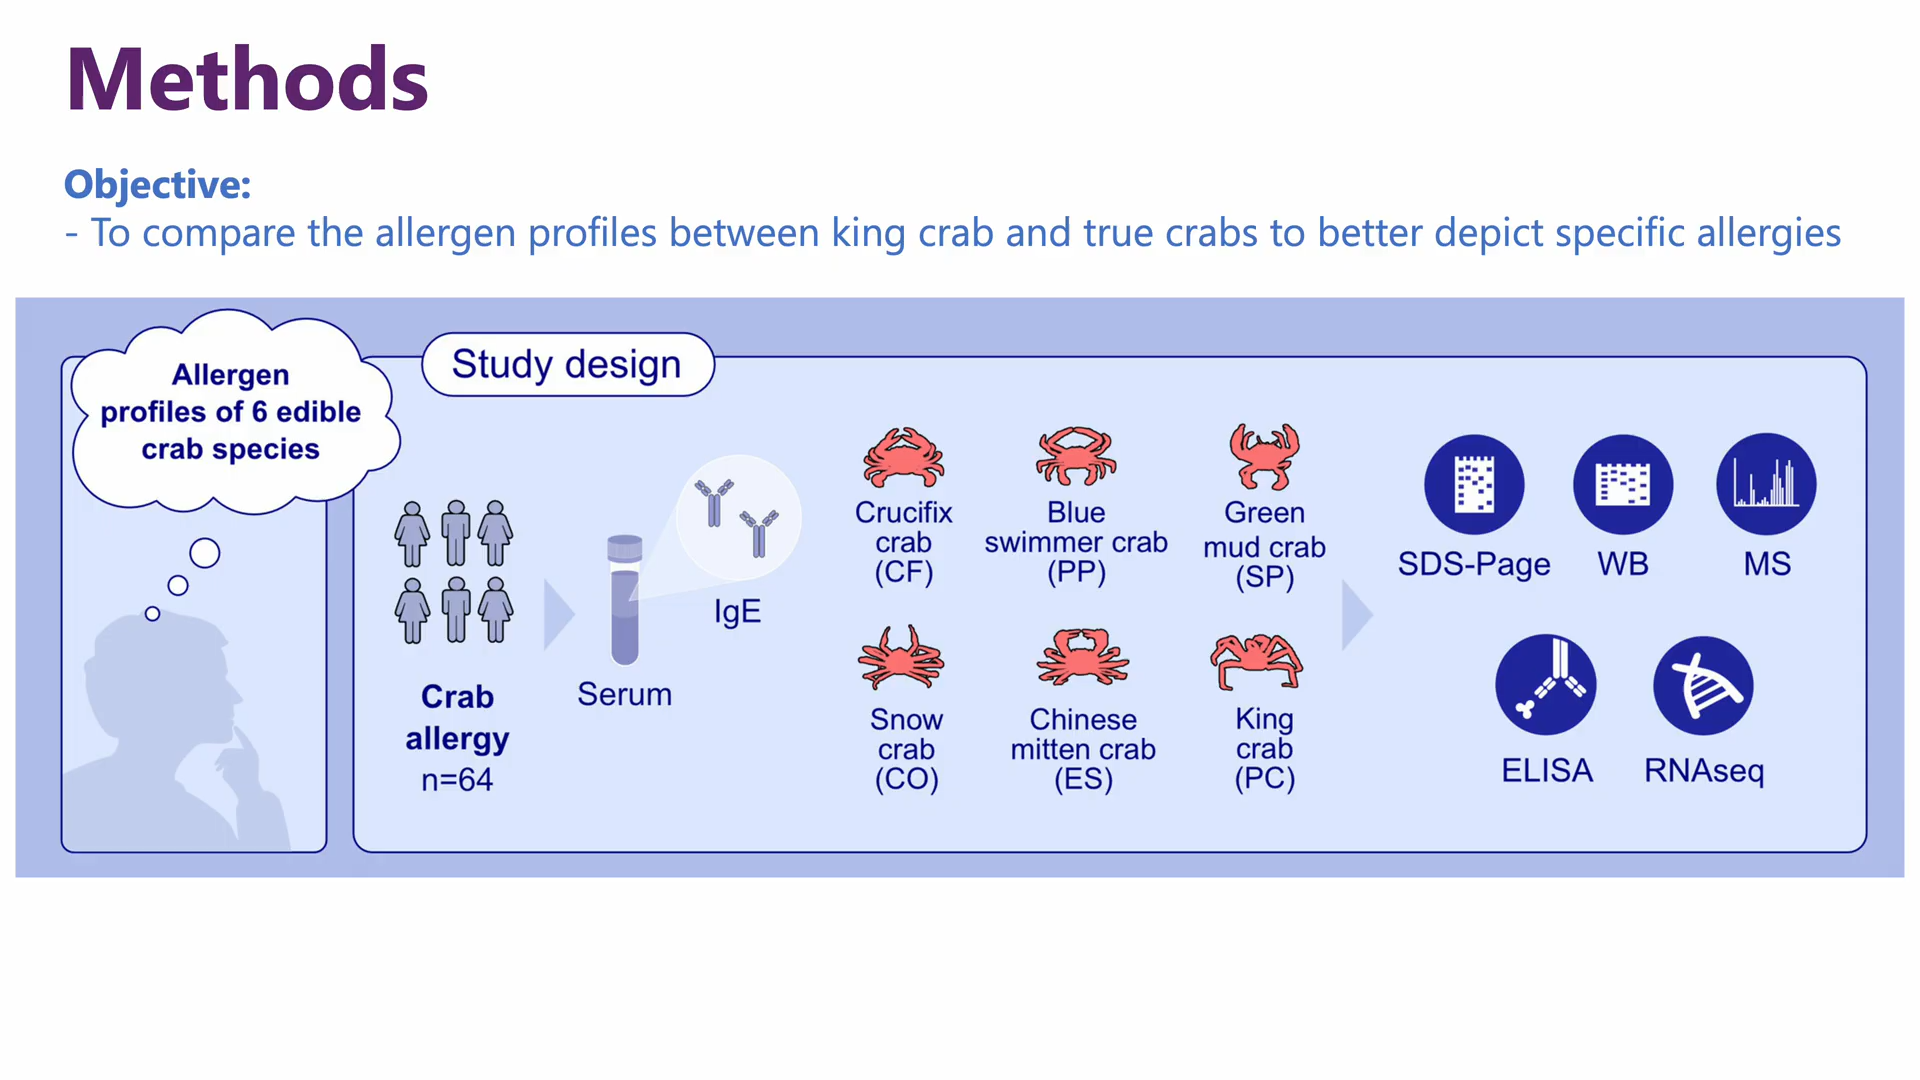 Methods
Objective:
- To compare the allergen profiles between king crab and true crabs to better depict specific allergies
Allergen
profiles of 6 edible
crab species
Study design
Crab
allergy
n=64
Serum
IgE
Crucifix
crab
(CF)
Blue
swimmer crab
(PP)
Green
mud crab
(SP)
Snow
crab
(CO)
Chinese
mitten crab
(ES)
King
crab
(PC)
SDS-Page
WB
MS
ELISA
RNAseq